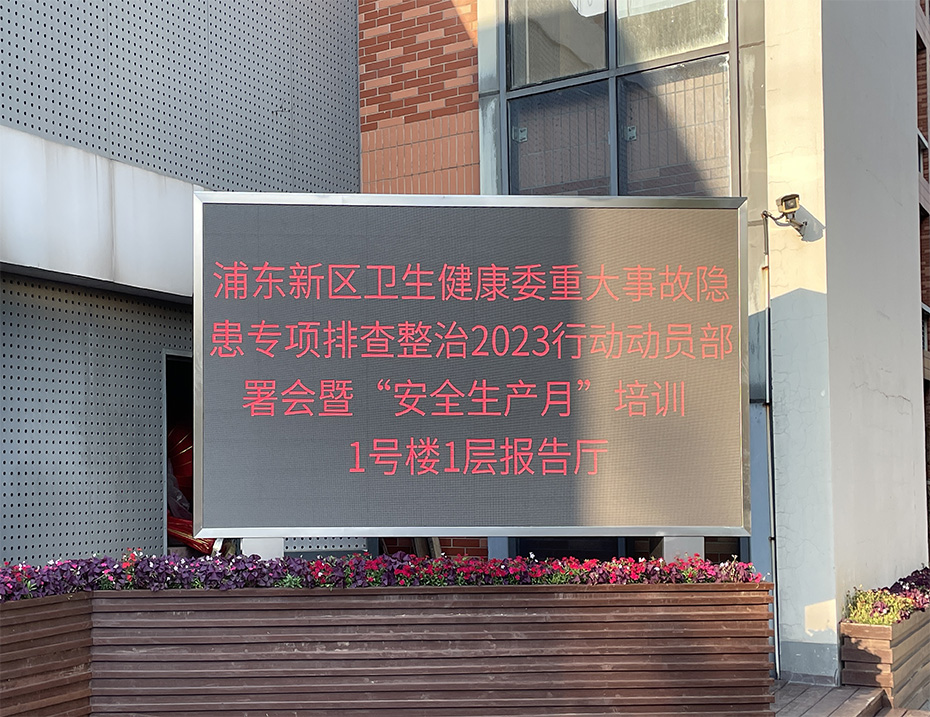 浦东新区卫生健康委重大事故隐
患专项排查整治2023行动动员部
署会暨“安全生产月”培训
1号楼1层报告厅